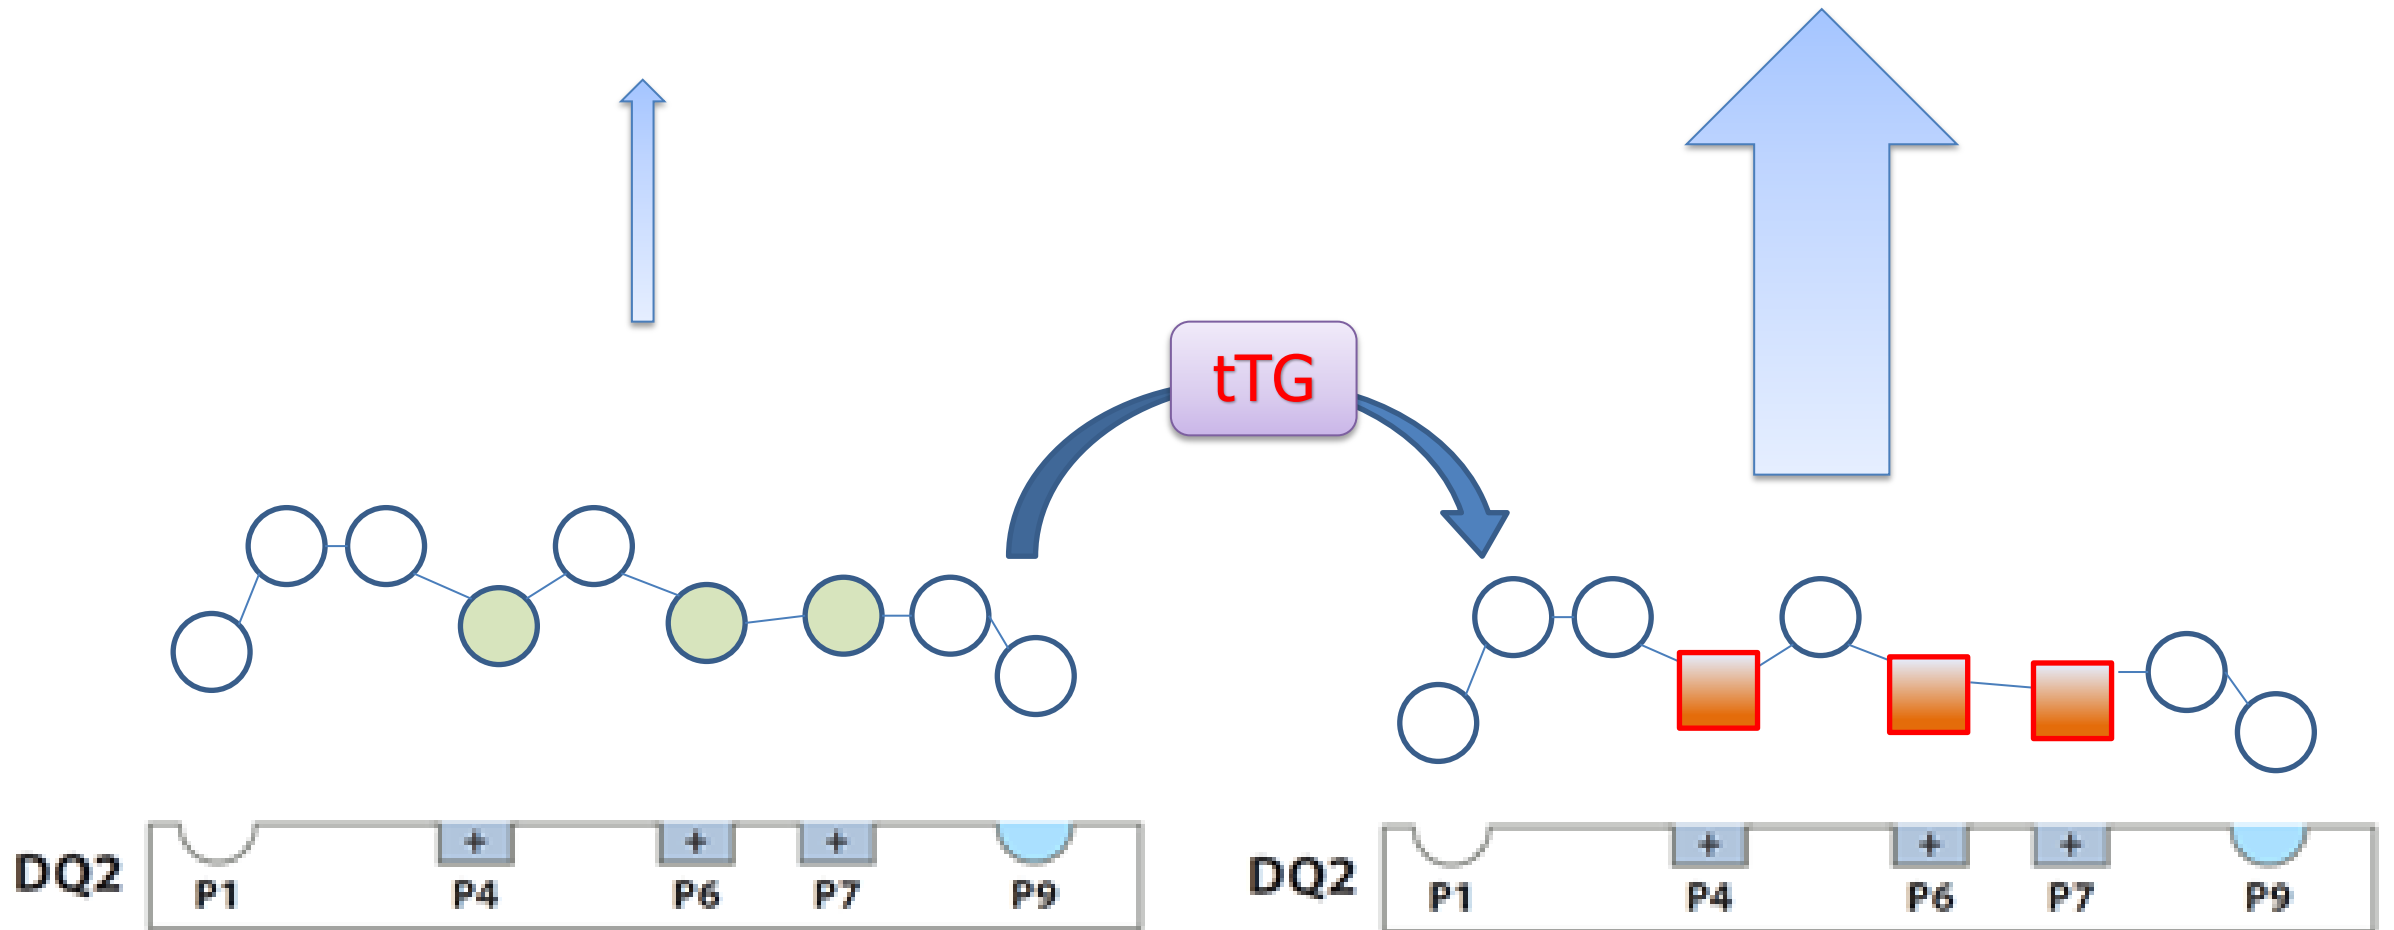 tTG
+ + + + + +
DQ2 DQ2
P1 P4 P6 P7 P9 P1 P4 P6 P7 P9